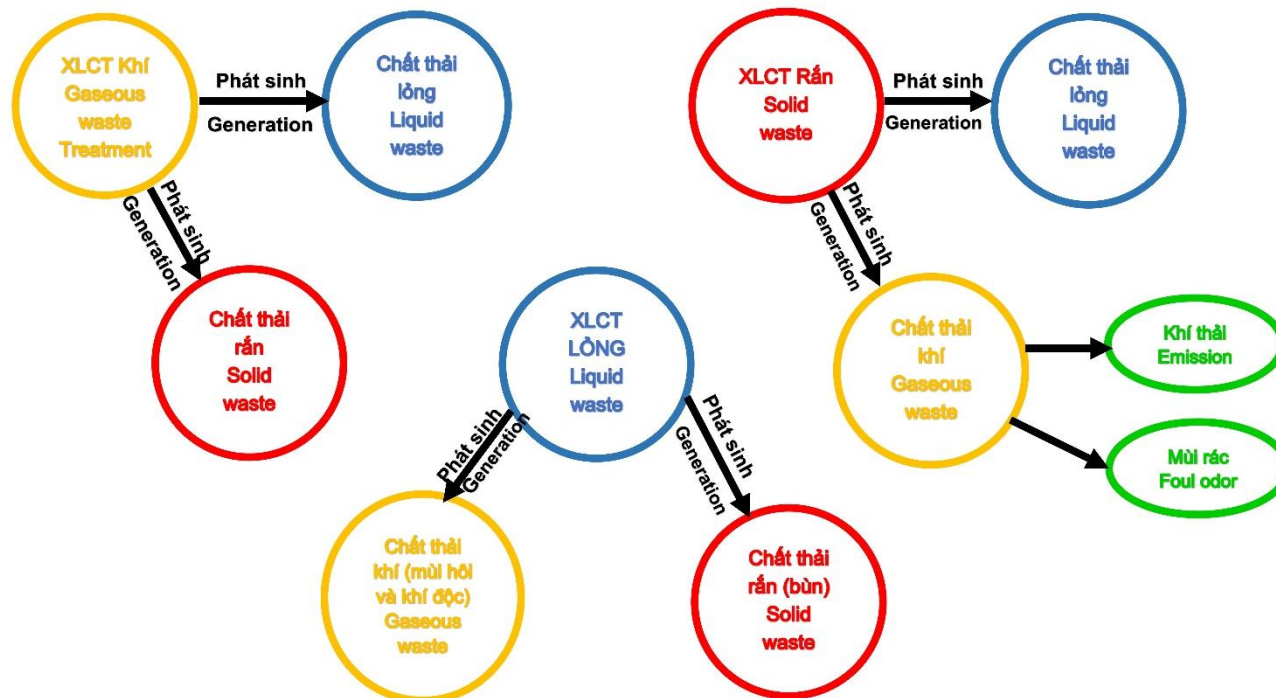 XLCT Khí
Gaseous
waste
Treatment
Phát sinh
Generation
Chất thải
lỏng
Liquid
waste
Phát sinh
Generation
Chất thải
rắn
Solid
waste
XLCT Rắn
Solid
waste
Phát sinh
Generation
Chất thải
lỏng
Liquid
waste
Phát sinh
Generation
Chất thải
khí
Gaseous
waste
Khí thải
Emission
Mùi rác
Foul odor
XLCT
LỎNG
Liquid
waste
Phát sinh
Generation
Chất thải
khí (mùi hôi
và khí độc)
Gaseous
waste
Phát sinh
Generation
Chất thải
rắn (bùn)
Solid
waste